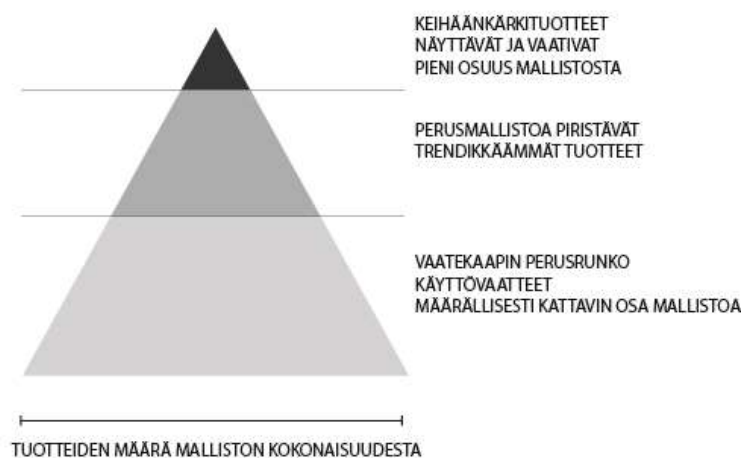 KEIHÄÄNKÄRKITUOTTEET
NÄYTTÄVÄT JA VAATIVAT
PIENI OSUUS MALLISTOSTA
PERUSMALLISTOA PIRISTÄVÄT
TRENDIKKÄÄMMÄT TUOTTEET
VAATEKAAPIN PERUSRUNKO
KÄYTTÖVAATTEET
MÄÄRÄLLISESTI KATTAVIN OSA MALLISTOA
TUOTTEIDEN MÄÄRÄ MALLISTON KOKONAISUUDESTA